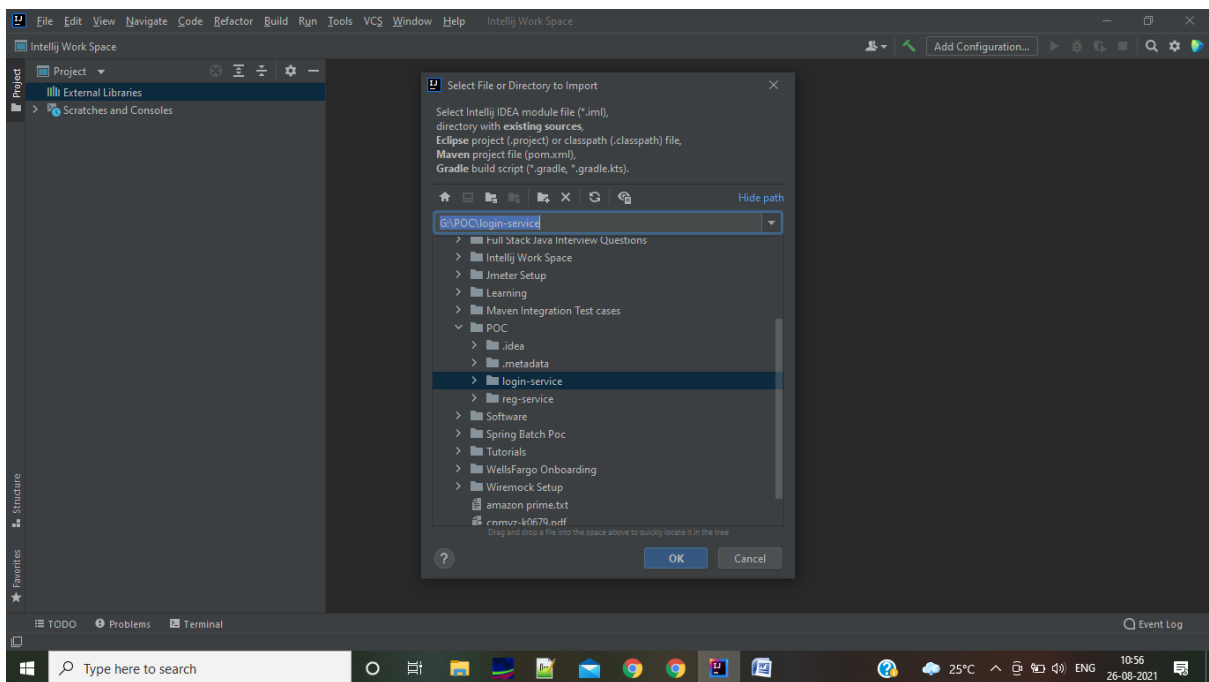 File Edit View Navigate Code Refactor Build Run Tools VCS Window Help Intellij Work Space
Intellij Work Space
Add Configuration...
Project
Project
External Libraries
Scratches and Consoles
Select File or Directory to Import
Select Intellij IDEA module file (*.iml),
directory with existing sources,
Eclipse project (.project) or classpath (.classpath) file,
Maven project file (pom.xml),
Gradle build script (*.gradle, *.gradle.kts).
Hide path
G:\POC\login-service
Full Stack Java Interview Questions
Intellij Work Space
Jmeter Setup
Learning
Maven Integration Test cases
POC
.idea
.metadata
login-service
reg-service
Software
Spring Batch Poc
Tutorials
WellsFargo Onboarding
Wiremock Setup
amazon prime.txt
cnmvz-k0679.pdf
Drag and drop a file into the space above to quickly locate it in the tree
? OK Cancel
Structure
Favorites
TODO Problems Terminal Event Log
Type here to search
25°C ENG
10:56
26-08-2021